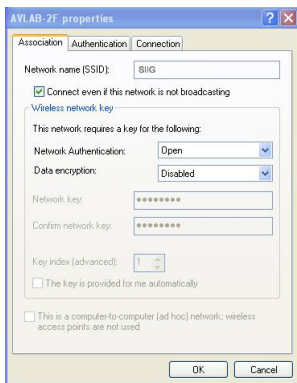 AVLAB-2F properties
Association Authentication Connection
Network name (SSID): SIIG
Connect even if this network is not broadcasting
Wireless network key
This network requires a key for the following:
Network Authentication: Open
Data encryption: Disabled
Network key: ••••••••
Confirm network key: ••••••••
Key index (advanced): 1
The key is provided for me automatically
This is a computer-to-computer (ad hoc) network; wireless
access points are not used
OK Cancel